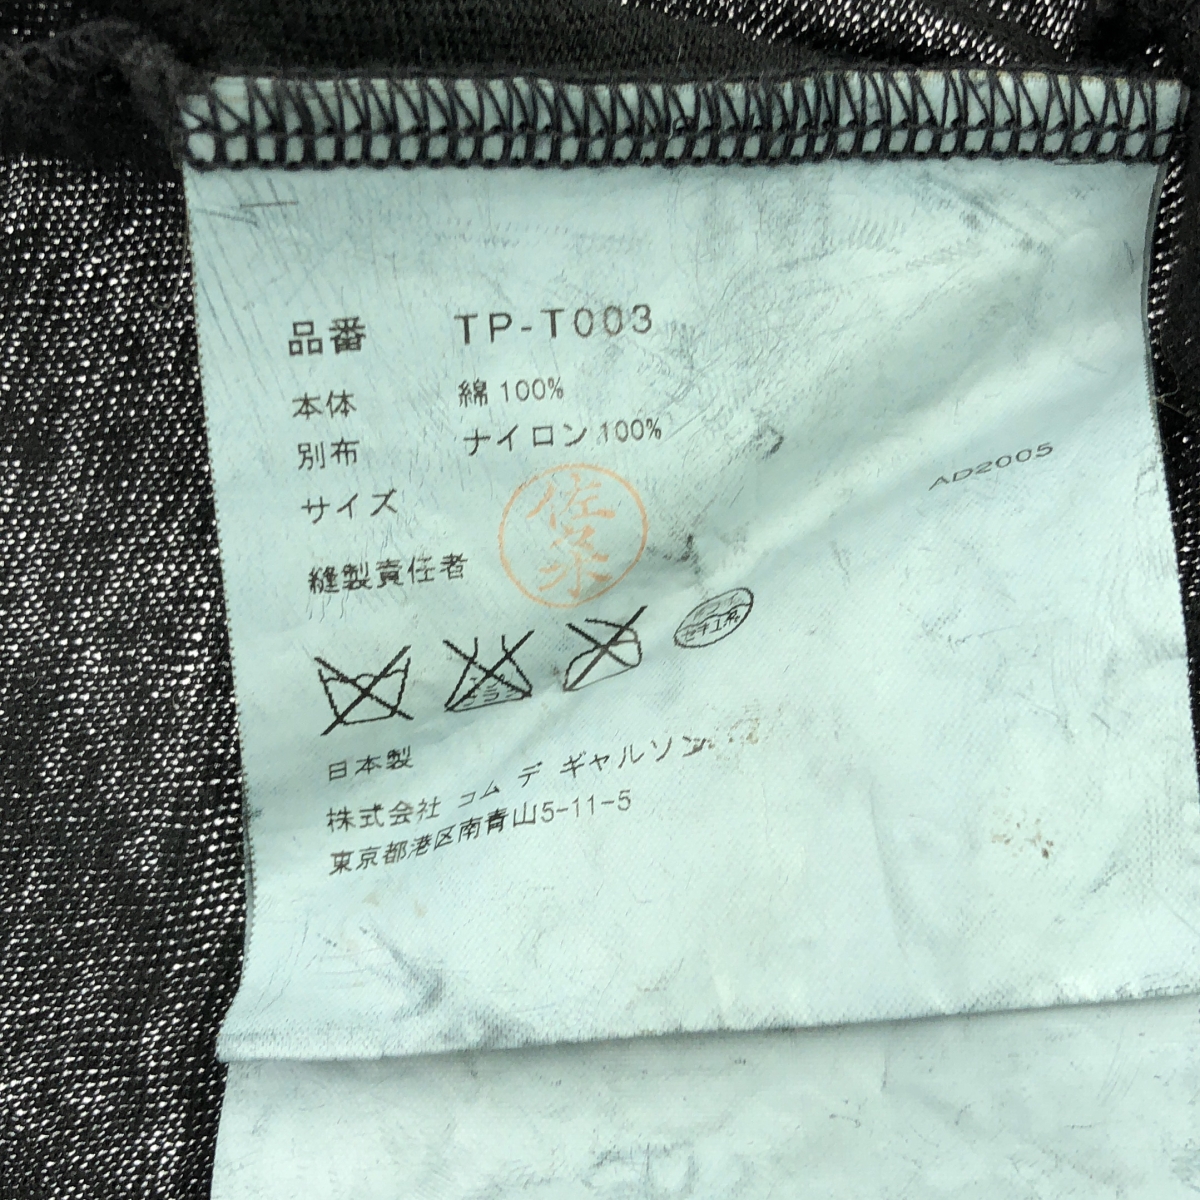 品番 TP-T003
本体 綿 100%
別布 ナイロン 100%
AD2005
サイズ
縫製責任者
日本製
株式会社 コム デ ギャルソン
東京都港区南青山5-11-5